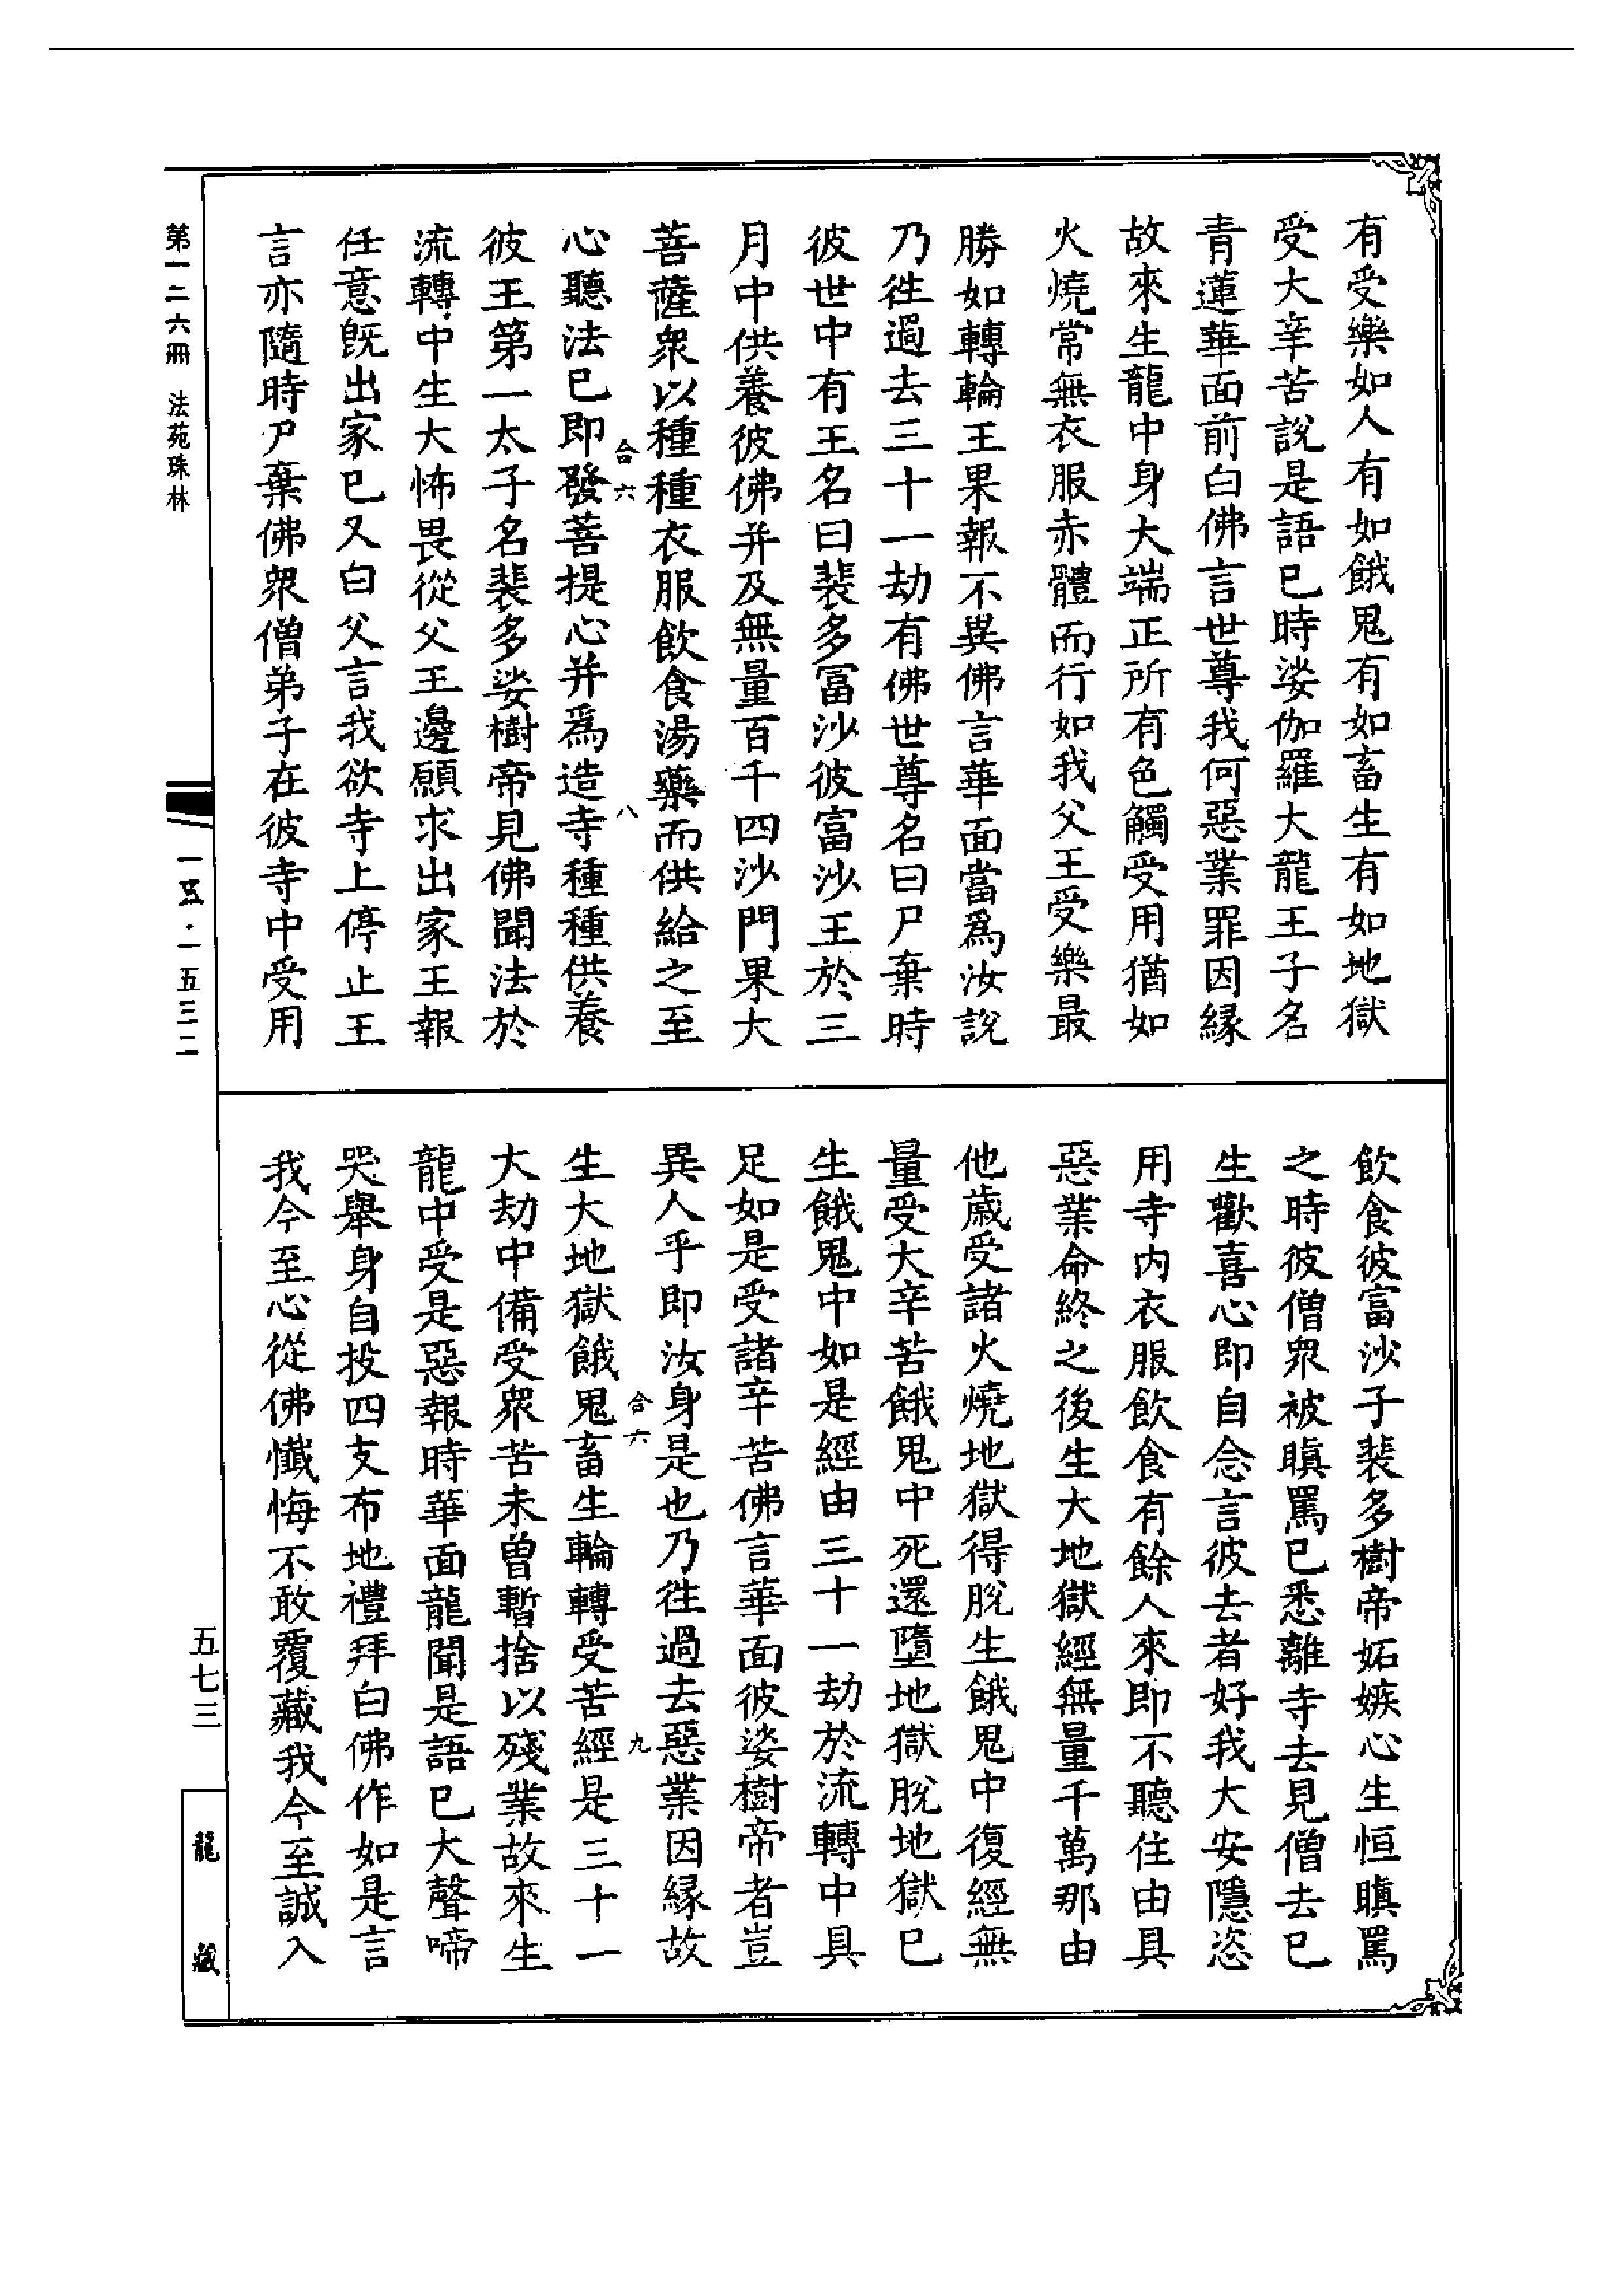 有受樂如人有如餓鬼有如畜生有如地獄
受大辛苦說是語已時娑伽羅大龍王子名
青蓮華面前白佛言世尊我何惡業罪因緣
故來生龍中身大端正所有色觸受用猶如
火燒常無衣服赤體而行如我父王受樂最
勝如轉輪王果報不異佛言華面當爲汝說
乃往過去三十一劫有佛世尊名曰尸棄時
彼世中有王名曰裴多富沙彼富沙王於三
月中供養彼佛并及無量百千四沙門果大
菩薩衆以種種衣服飲食湯藥而供給之至
合六 八
心聽法已即發菩提心并爲造寺種種供養
彼王第一太子名裴多娑樹帝見佛聞法於
流轉中生大怖畏從父王邊願求出家王報
任意既出家已又白父言我欲寺上停止王
言亦隨時尸棄佛衆僧弟子在彼寺中受用
飲食彼富沙子裴多樹帝妬嫉心生恒瞋罵
之時彼僧衆被瞋罵已悉離寺去見僧去已
生歡喜心即自念言彼去者好我大安隱恣
用寺内衣服飲食有餘人來即不聽住由具
惡業命終之後生大地獄經無量千萬那由
他歲受諸火燒地獄得脫生餓鬼中復經無
量受大辛苦餓鬼中死還墮地獄脫地獄已
生餓鬼中如是經由三十一劫於流轉中具
足如是受諸辛苦佛言華面彼娑樹帝者豈
異人乎即汝身是也乃往過去惡業因緣故
合六 九
生大地獄餓鬼畜生輪轉受苦經是三十一
大劫中備受衆苦未曽暫捨以殘業故來生
龍中受是惡報時華面龍聞是語已大聲啼
哭舉身自投四支布地禮拜白佛作如是言
我今至心從佛懺悔不敢覆藏我今至誠入
第一二六冊 法苑珠林
一五·一五三二
五七三
龍藏